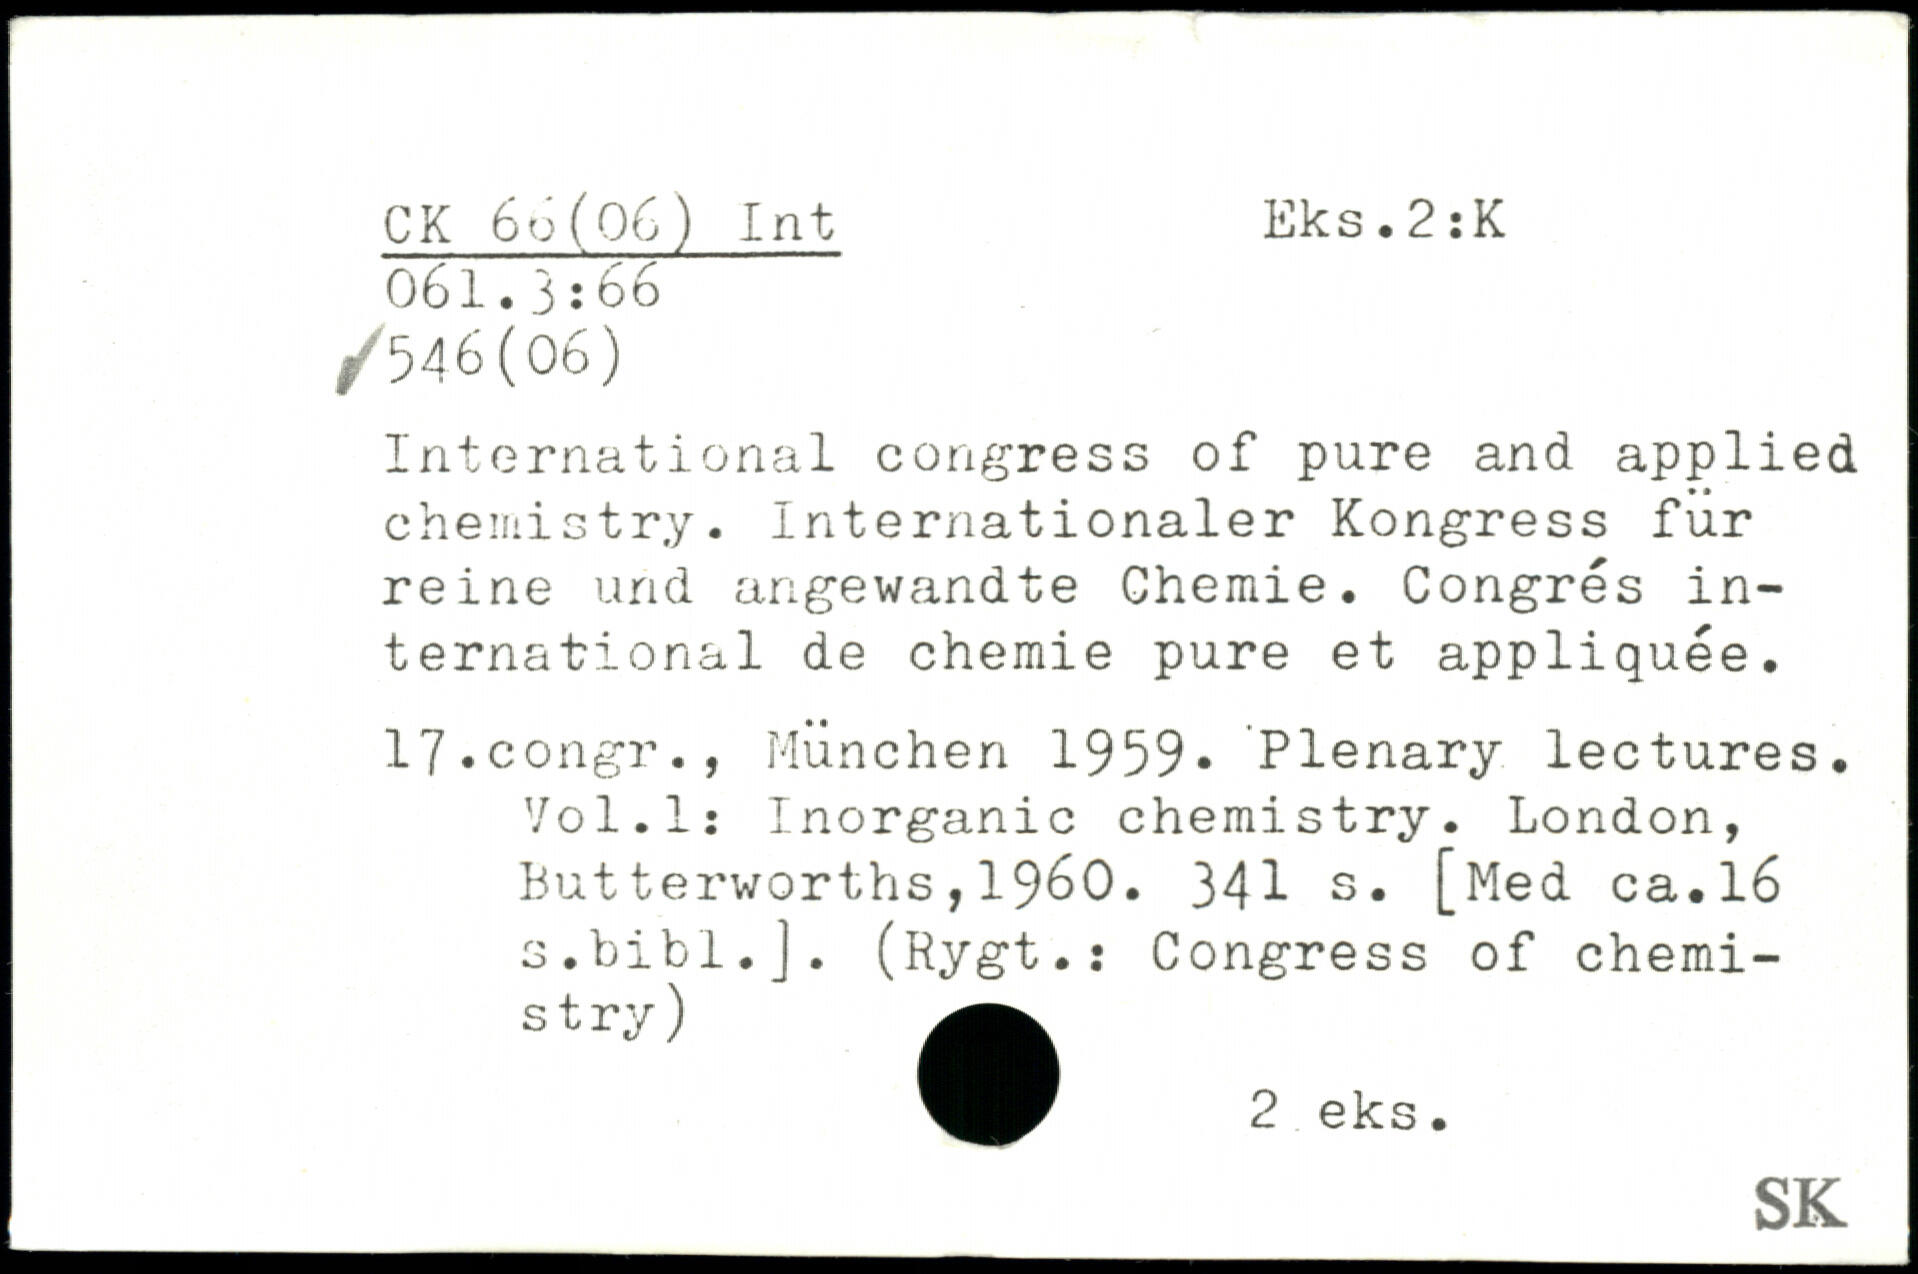 CK 66(06) Int Eks.2:K
061.3:66
✓546(06)
International congress of pure and applied
chemistry. Internationaler Kongress für
reine und angewandte Chemie. Congrés in-
ternational de chemie pure et appliquée.
17.congr., München 1959. Plenary lectures.
Vol.1: Inorganic chemistry. London,
Butterworths,1960. 341 s. [Med ca.16
s.bibl.]. (Rygt.: Congress of chemi-
stry)
2 eks.
SK